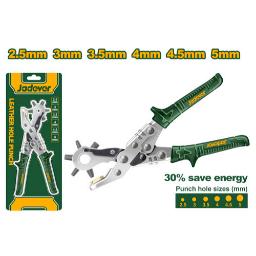 2.5mm 3mm 3.5mm 4mm 4.5mm 5mm
Jadever
LEATHER HOLE PUNCH
JADEVER
30% save energy
Punch hole sizes (mm)
2.5 3 3.5 4 4.5 5